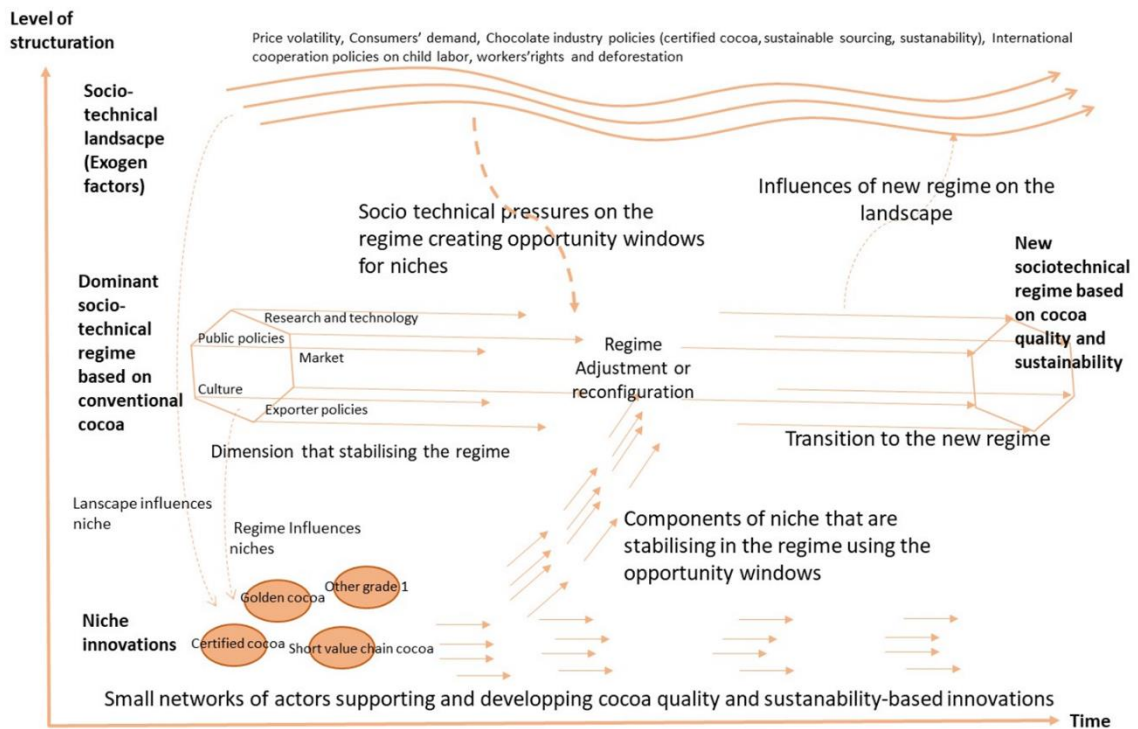 Level of
structuration
Price volatility, Consumers' demand, Chocolate industry policies (certified cocoa, sustainable sourcing, sustanability), International
cooperation policies on child labor, workers'rights and deforestation
Socio-
technical
landsacpe
(Exogen
factors)
Influences of new regime on the
landscape
Socio technical pressures on the
regime creating opportunity windows
for niches
Dominant
socio-
technical
regime
based on
conventional
cocoa
Research and technology
Public policies
Market
Culture
Exporter policies
Regime
Adjustment or
reconfiguration
New
sociotechnical
regime based
on cocoa
quality and
sustainability
Dimension that stabilising the regime
Transition to the new regime
Lanscape influences
niche
Regime Influences
niches
Components of niche that are
stabilising in the regime using the
opportunity windows
Niche
innovations
Golden cocoa
Other grade 1
Certified cocoa
Short value chain cocoa
Small networks of actors supporting and developping cocoa quality and sustanability-based innovations
Time